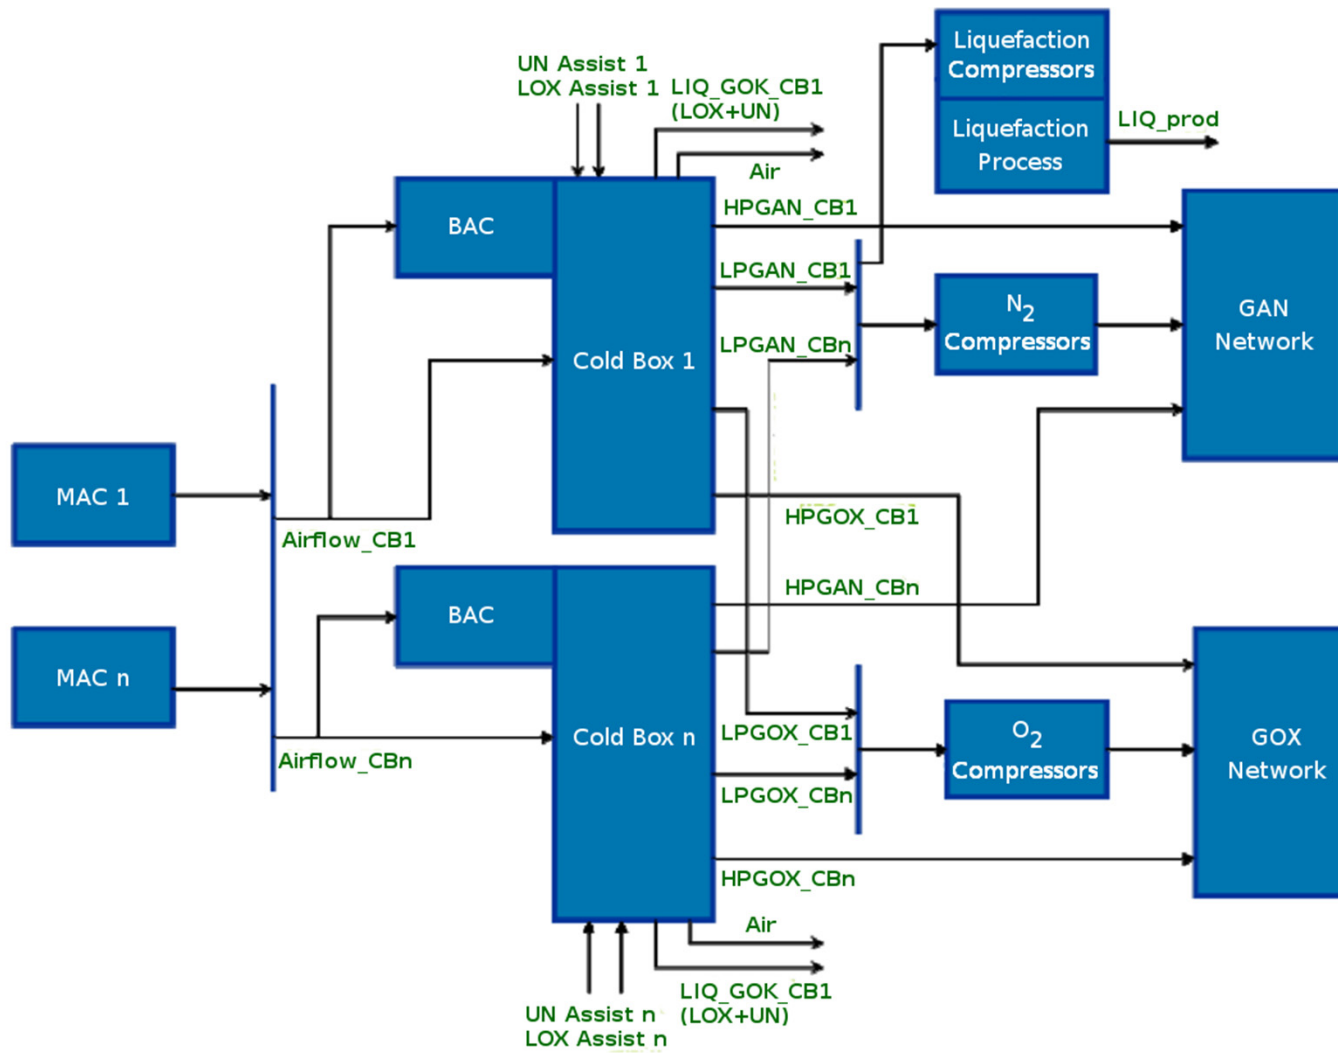 Liquefaction
Compressors
UN Assist 1
LOX Assist 1
LIQ_GOK_CB1
(LOX+UN)
LIQ_prod
Liquefaction
Process
Air
HPGAN_CB1
BAC
LPGAN_CB1
N2
Compressors
GAN
Network
LPGAN_CBn
Cold Box 1
MAC 1
HPGOX_CB1
Airflow_CB1
HPGAN_CBn
BAC
MAC n
LPGOX_CB1
Cold Box n
O2
Compressors
GOX
Network
Airflow_CBn
LPGOX_CBn
HPGOX_CBn
Air
LIQ_GOK_CB1
(LOX+UN)
UN Assist n
LOX Assist n